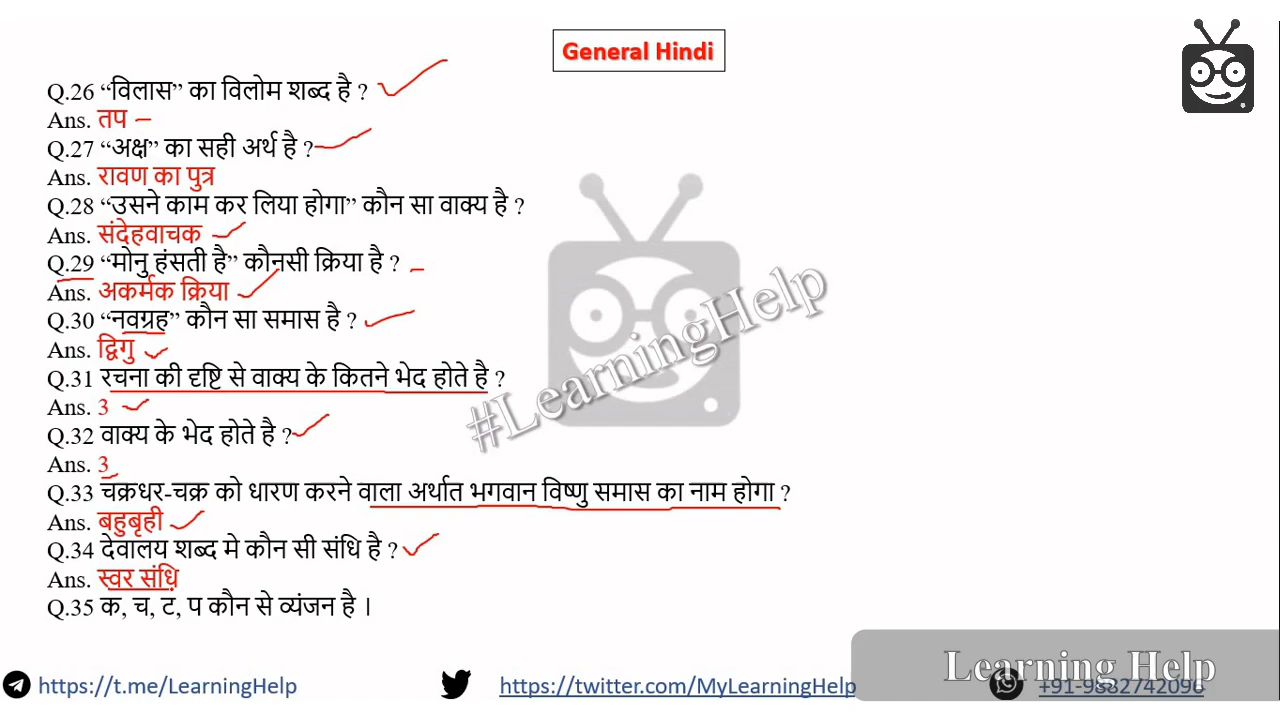 General Hindi
Q.26 “विलास” का विलोम शब्द है ?
Ans. तप
Q.27 “अक्ष” का सही अर्थ है ?
Ans. रावण का पुत्र
Q.28 “उसने काम कर लिया होगा” कौन सा वाक्य है ?
Ans. संदेहवाचक
Q.29 “मोनु हंसती है” कौनसी क्रिया है ?
Ans. अकर्मक क्रिया
Q.30 “नवग्रह” कौन सा समास है ?
Ans. द्विगु
Q.31 रचना की दृष्टि से वाक्य के कितने भेद होते है ?
Ans. 3
Q.32 वाक्य के भेद होते है ?
Ans. 3
Q.33 चक्रधर-चक्र को धारण करने वाला अर्थात भगवान विष्णु समास का नाम होगा ?
Ans. बहुबृही
Q.34 देवालय शब्द मे कौन सी संधि है ?
Ans. स्वर संधि
Q.35 क, च, ट, प कौन से व्यंजन है ।
#LearningHelp
Learning Help
https://t.me/LearningHelp
https://twitter.com/MyLearningHelp
+91-9882742096